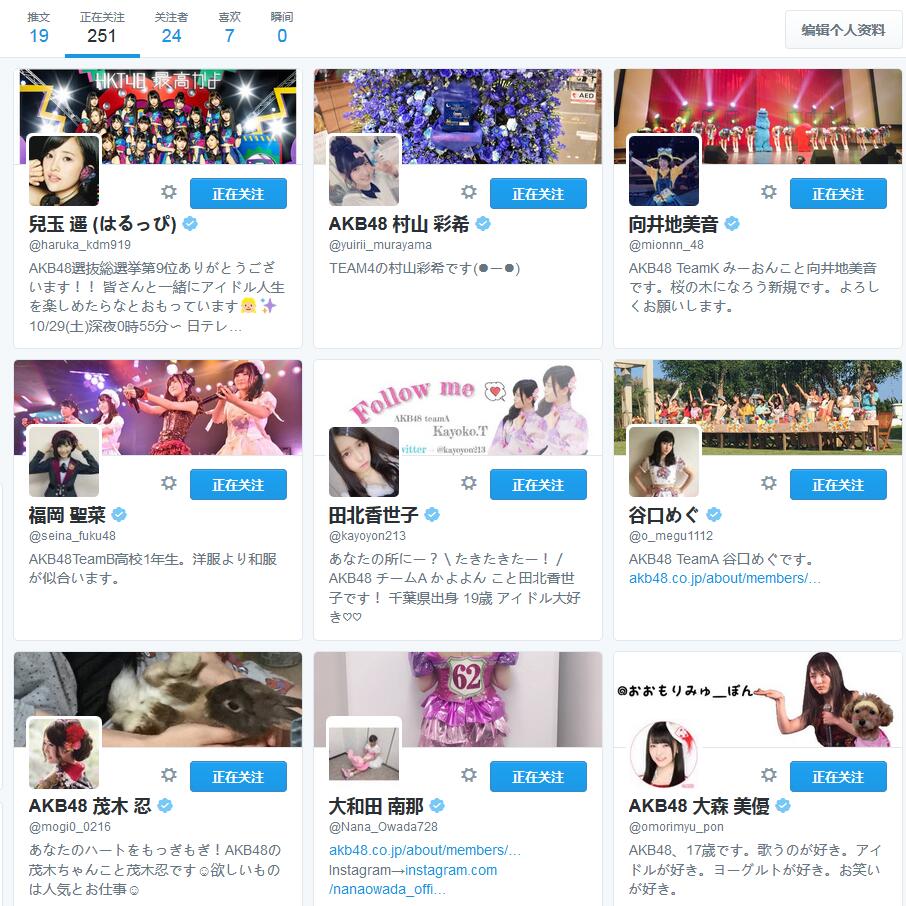 推文 正在关注 关注者 喜欢 瞬间
19 251 24 7 0
编辑个人资料
HKT48 最高かよ
正在关注
兒玉 遥 (はるっぴ)
@haruka_kdm919
AKB48選抜総選挙第9位ありがとうござ
います！！ 皆さんと一緒にアイドル人生
を楽しめたらなとおもっています👱✨
10/29(土)深夜0時55分∽ 日テレ…
AED
正在关注
AKB48 村山 彩希
@yuirii_murayama
TEAM4の村山彩希です(●ー●)
正在关注
向井地美音
@mionnn_48
AKB48 TeamK みーおんこと向井地美音
です。桜の木になろう新規です。よろし
くお願いします。
正在关注
福岡 聖菜
@seina_fuku48
AKB48TeamB高校1年生。洋服より和服
が似合います。
Follow me
AKB48 teamA
Kayoko.T
witter @kayoyon213
正在关注
田北香世子
@kayoyon213
あなたの所にー？ \ たきたきたー！ /
AKB48 チームA かよよん こと田北香世
子です！ 千葉県出身 19歳 アイドル大好
き♡♡
正在关注
谷口めぐ
@o_megu1112
AKB48 TeamA 谷口めぐです。
akb48.co.jp/about/members/…
正在关注
AKB48 茂木 忍
@mogi0_0216
あなたのハートをもっぎもぎ！AKB48の
茂木ちゃんこと茂木忍です☺欲しいもの
は人気とお仕事☺
62
正在关注
大和田 南那
@Nana_Owada728
akb48.co.jp/about/members/…
Instagram→instagram.com
/nanaowada_offi…
@おおもりみゅ__ぽん
正在关注
AKB48 大森 美優
@omorimyu_pon
AKB48、17歳です。歌うのが好き。アイ
ドルが好き。ヨーグルトが好き。お笑い
が好き。